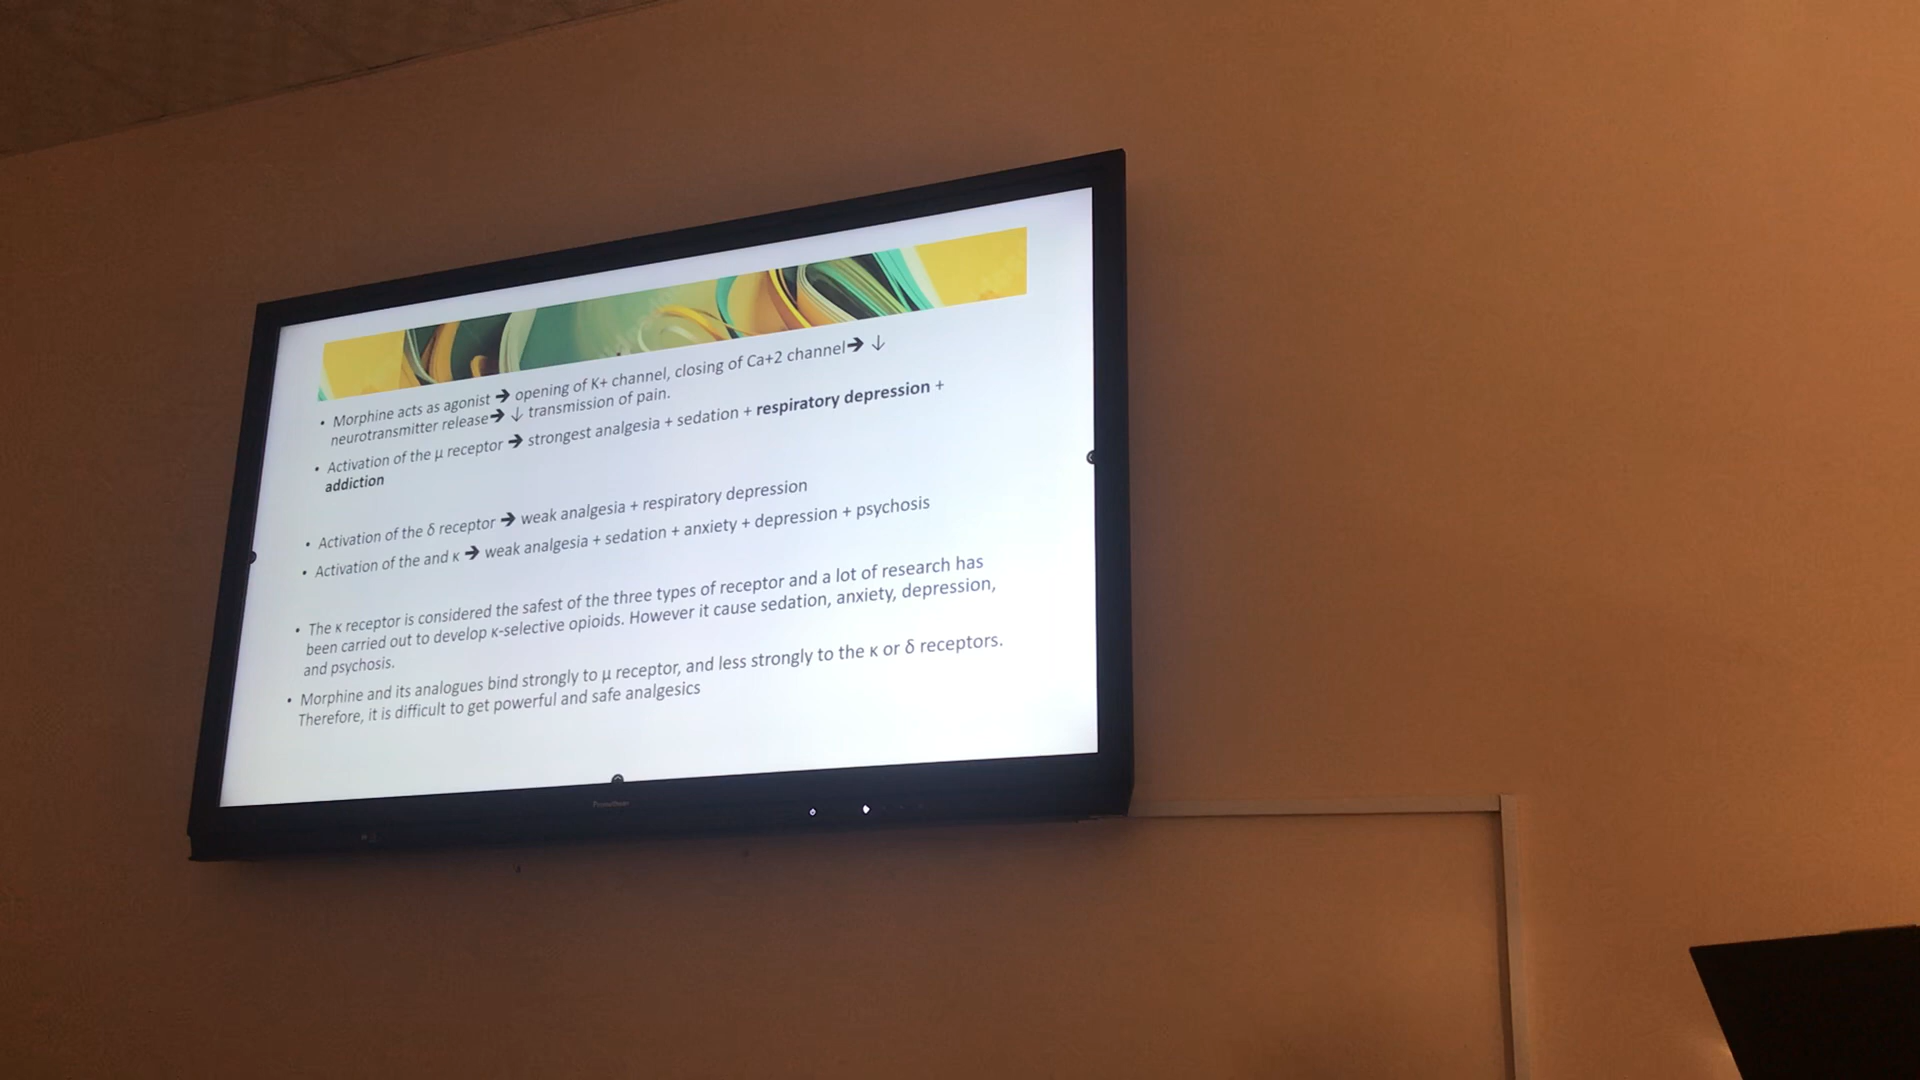 • Morphine acts as agonist → opening of K+ channel, closing of Ca+2 channel→ ↓
neurotransmitter release→ ↓ transmission of pain.
• Activation of the μ receptor → strongest analgesia + sedation + respiratory depression +
addiction
• Activation of the δ receptor → weak analgesia + respiratory depression
• Activation of the and κ → weak analgesia + sedation + anxiety + depression + psychosis
• The κ receptor is considered the safest of the three types of receptor and a lot of research has
been carried out to develop κ-selective opioids. However it cause sedation, anxiety, depression,
and psychosis.
• Morphine and its analogues bind strongly to μ receptor, and less strongly to the κ or δ receptors.
Therefore, it is difficult to get powerful and safe analgesics
Promethean